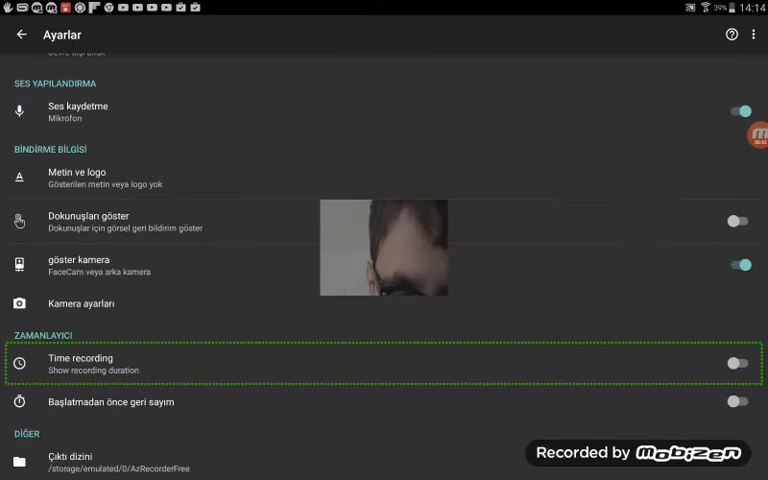 39% 14:14
Ayarlar
SES YAPILANDIRMA
Ses kaydetme
Mikrofon
BİNDİRME BİLGİSİ
Metin ve logo
Gösterilen metin veya logo yok
Dokunuşları göster
Dokunuşlar için görsel geri bildirim göster
göster kamera
FaceCam veya arka kamera
Kamera ayarları
ZAMANLAYICI
Time recording
Show recording duration
Başlatmadan önce geri sayım
DİĞER
Çıktı dizini
/storage/emulated/0/AzRecorderFree
Recorded by mobizen